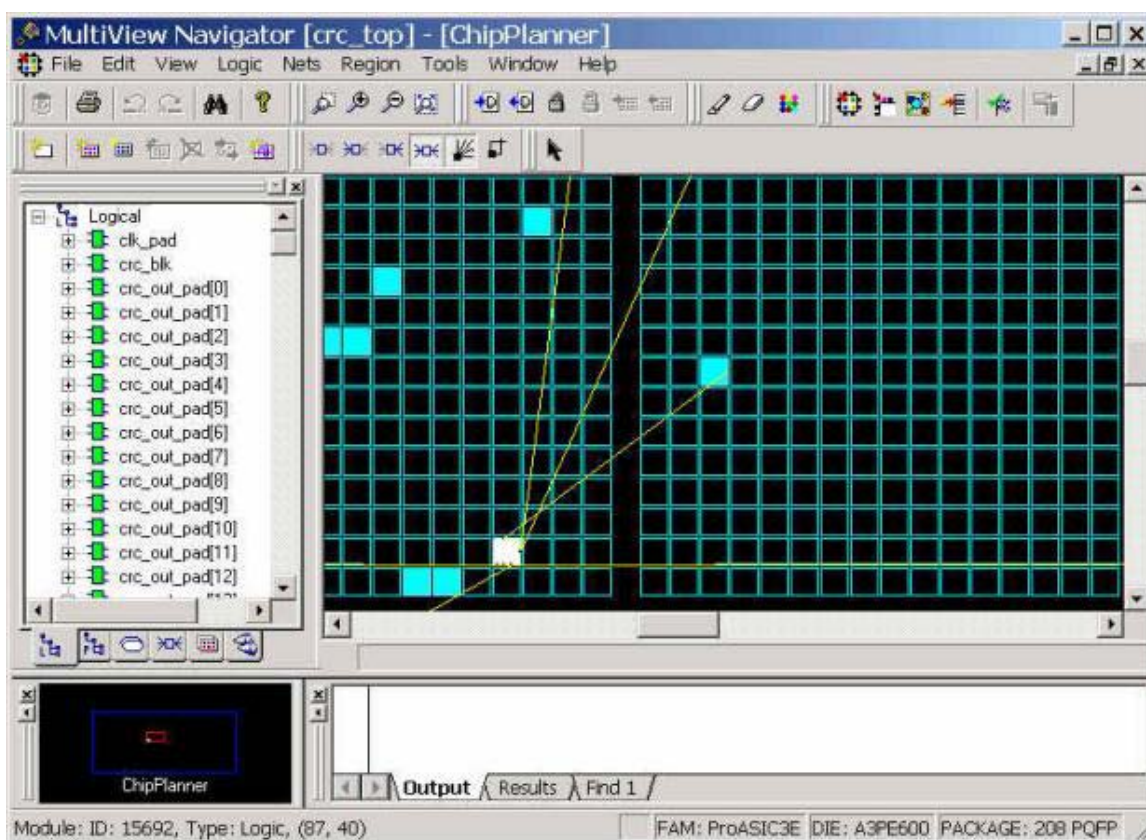 MultiView Navigator [crc_top] - [ChipPlanner]
File Edit View Logic Nets Region Tools Window Help
Logical
clk_pad
crc_blk
crc_out_pad[0]
crc_out_pad[1]
crc_out_pad[2]
crc_out_pad[3]
crc_out_pad[4]
crc_out_pad[5]
crc_out_pad[6]
crc_out_pad[7]
crc_out_pad[8]
crc_out_pad[9]
crc_out_pad[10]
crc_out_pad[11]
crc_out_pad[12]
ChipPlanner
Output Results Find 1
Module: ID: 15692, Type: Logic, (87, 40) FAM: ProASIC3E DIE: A3PE600 PACKAGE: 208 PQFP